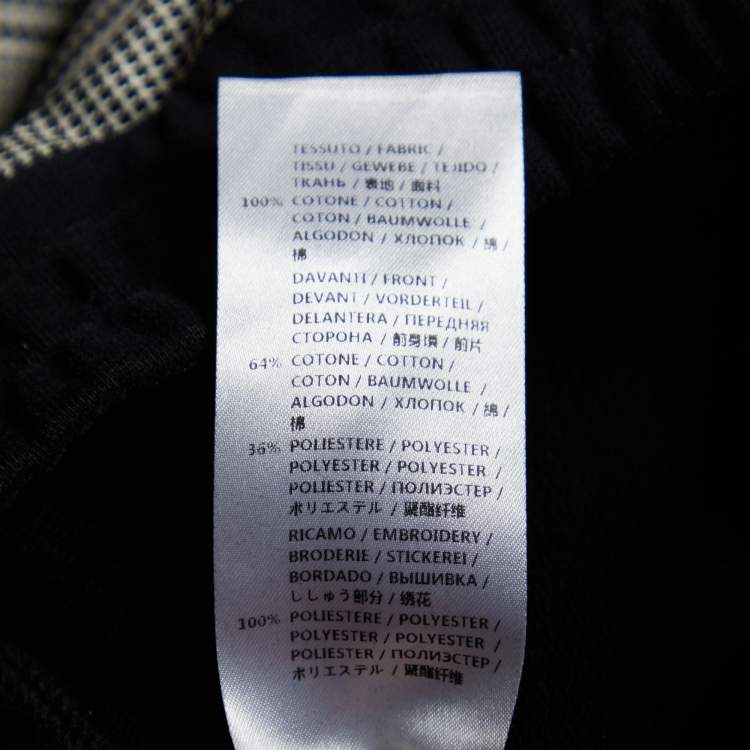 TESSUTO / FABRIC /
TISSU / GEWEBE / TEJIDO /
ТКАНЬ / 表地 / 面料
100% COTONE / COTTON /
COTON / BAUMWOLLE /
ALGODON / ХЛОПОК / 綿 /
棉
DAVANTI / FRONT /
DEVANT / VORDERTEIL /
DELANTERA / ПЕРЕДНЯЯ
СТОРОНА / 前身頃 / 前片
64% COTONE / COTTON /
COTON / BAUMWOLLE /
ALGODON / ХЛОПОК / 綿 /
棉
36% POLIESTERE / POLYESTER /
POLYESTER / POLYESTER /
POLIESTER / ПОЛИЭСТЕР /
ポリエステル / 聚酯纤维
RICAMO / EMBROIDERY /
BRODERIE / STICKEREI /
BORDADO / ВЫШИВКА /
ししゅう部分 / 绣花
100% POLIESTERE / POLYESTER /
POLYESTER / POLYESTER /
POLIESTER / ПОЛИЭСТЕР /
ポリエステル / 聚酯纤维